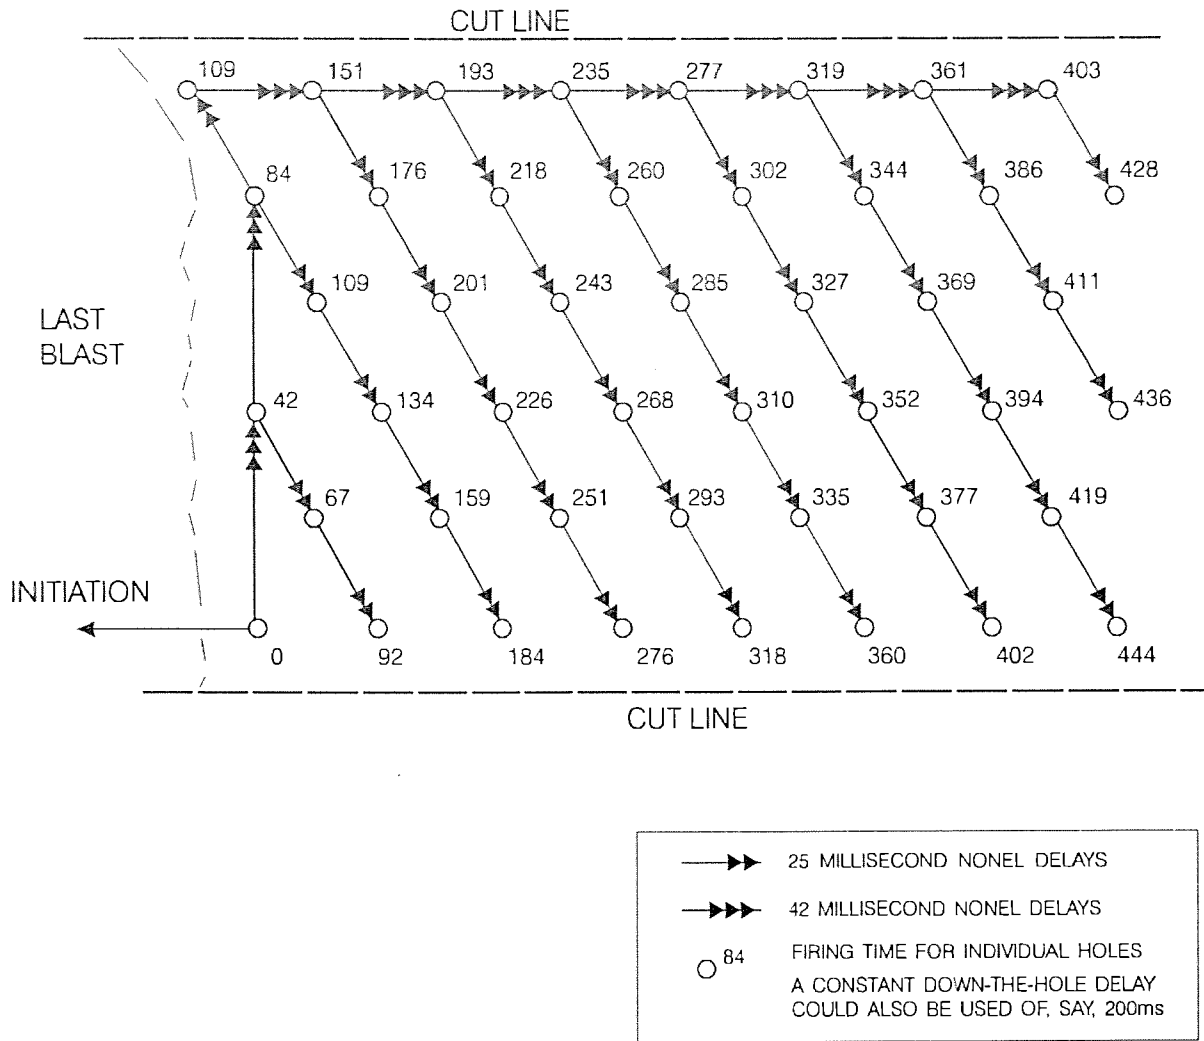 CUT LINE
109 151 193 235 277 319 361 403
84 176 218 260 302 344 386 428
109 201 243 285 327 369 411
LAST
BLAST
42 134 226 268 310 352 394 436
67 159 251 293 335 377 419
INITIATION
0 92 184 276 318 360 402 444
CUT LINE
25 MILLISECOND NONEL DELAYS
42 MILLISECOND NONEL DELAYS
84 FIRING TIME FOR INDIVIDUAL HOLES
A CONSTANT DOWN-THE-HOLE DELAY
COULD ALSO BE USED OF, SAY, 200ms